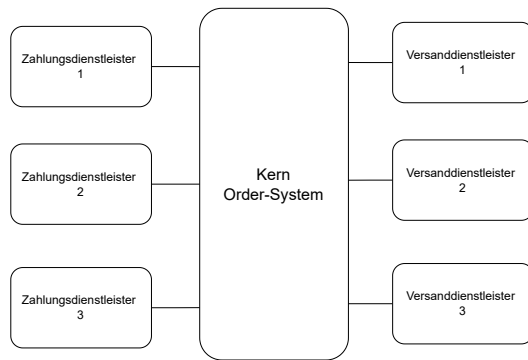 Zahlungsdienstleister
1
Zahlungsdienstleister
2
Zahlungsdienstleister
3
Kern
Order-System
Versanddienstleister
1
Versanddienstleister
2
Versanddienstleister
3